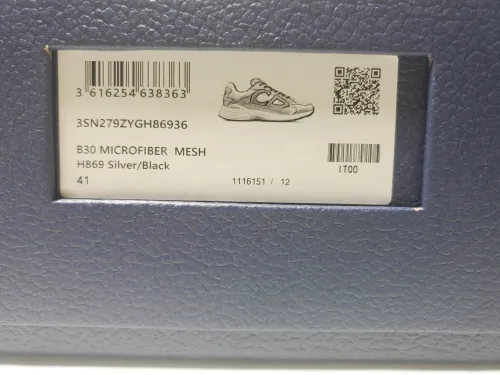 3 616254 638363
3SN279ZYGH86936
B30 MICROFIBER MESH
H869 Silver/Black
41
1116151 / 12
IT00